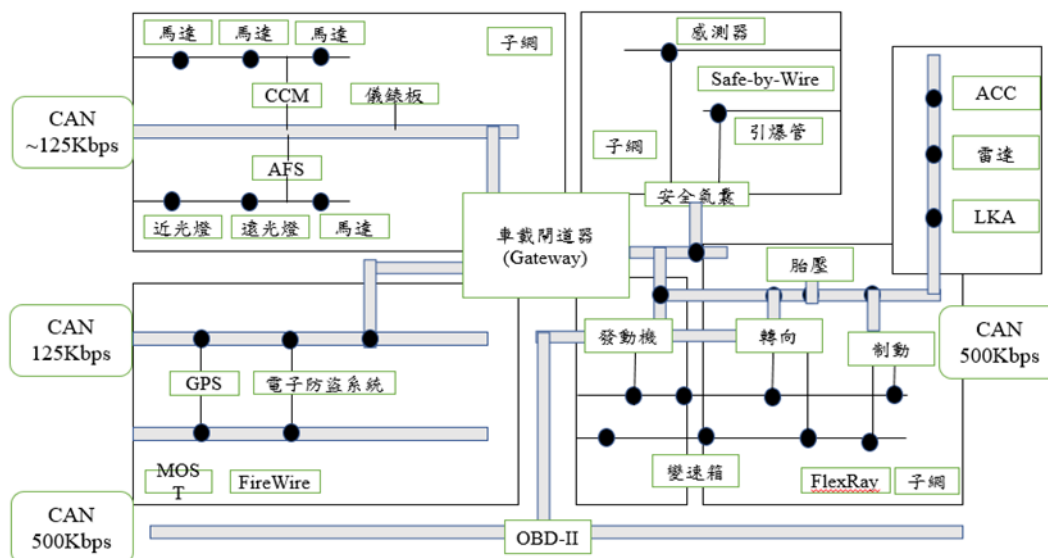 馬達
馬達
馬達
子網
CCM
儀錶板
CAN
~125Kbps
AFS
近光燈
遠光燈
馬達
感測器
Safe-by-Wire
子網
引爆管
安全氣囊
ACC
雷達
LKA
車載閘道器
(Gateway)
胎壓
發動機
轉向
制動
CAN
500Kbps
CAN
125Kbps
GPS
電子防盜系統
MOS
T
FireWire
變速箱
FlexRay
子網
CAN
500Kbps
OBD-II